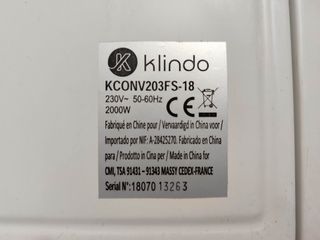 klindo
KCONV203FS-18
230V~ 50-60Hz
2000W
CE
Fabriqué en Chine pour / Vervaardigd in China voor /
Importado por NIF: A-28425270. Fabricado en China
para / Prodotto in Cina per / Made in China for
CMI, TSA 91431 – 91343 MASSY CEDEX-FRANCE
Serial N°:18070 13263